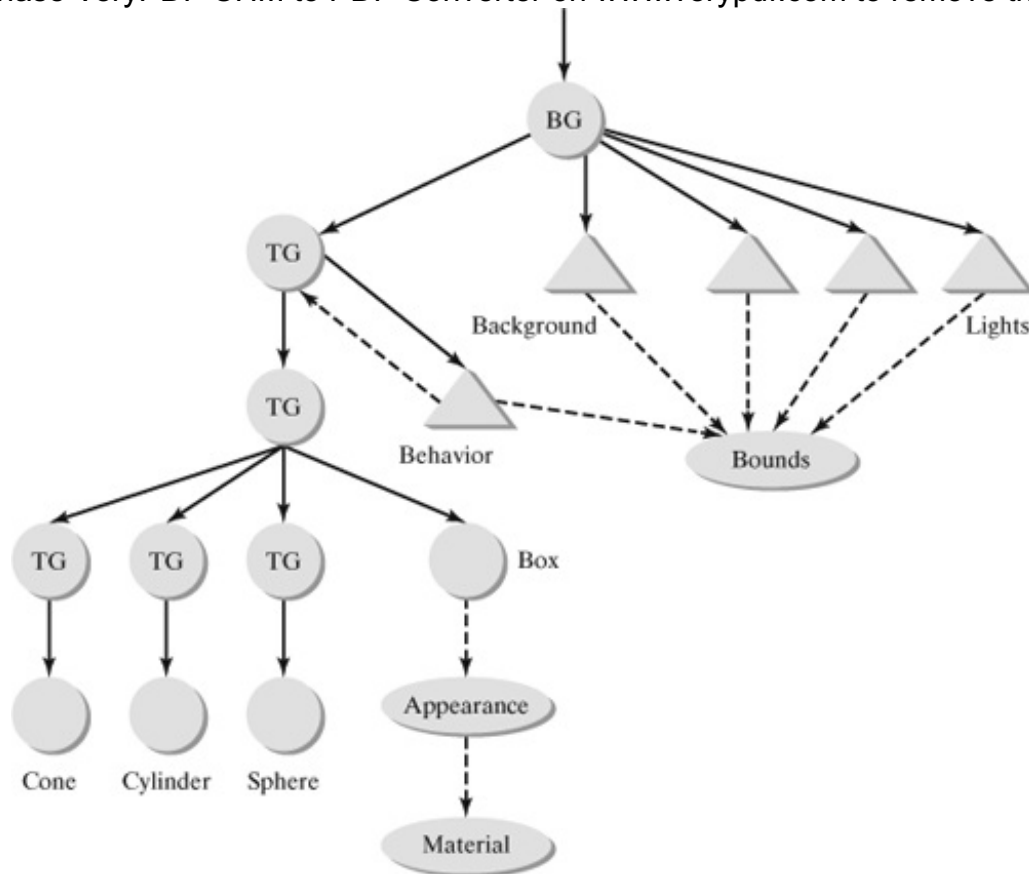 BG
TG
Background
Lights
TG
Behavior
Bounds
TG
TG
TG
Box
Appearance
Cone
Cylinder
Sphere
Material